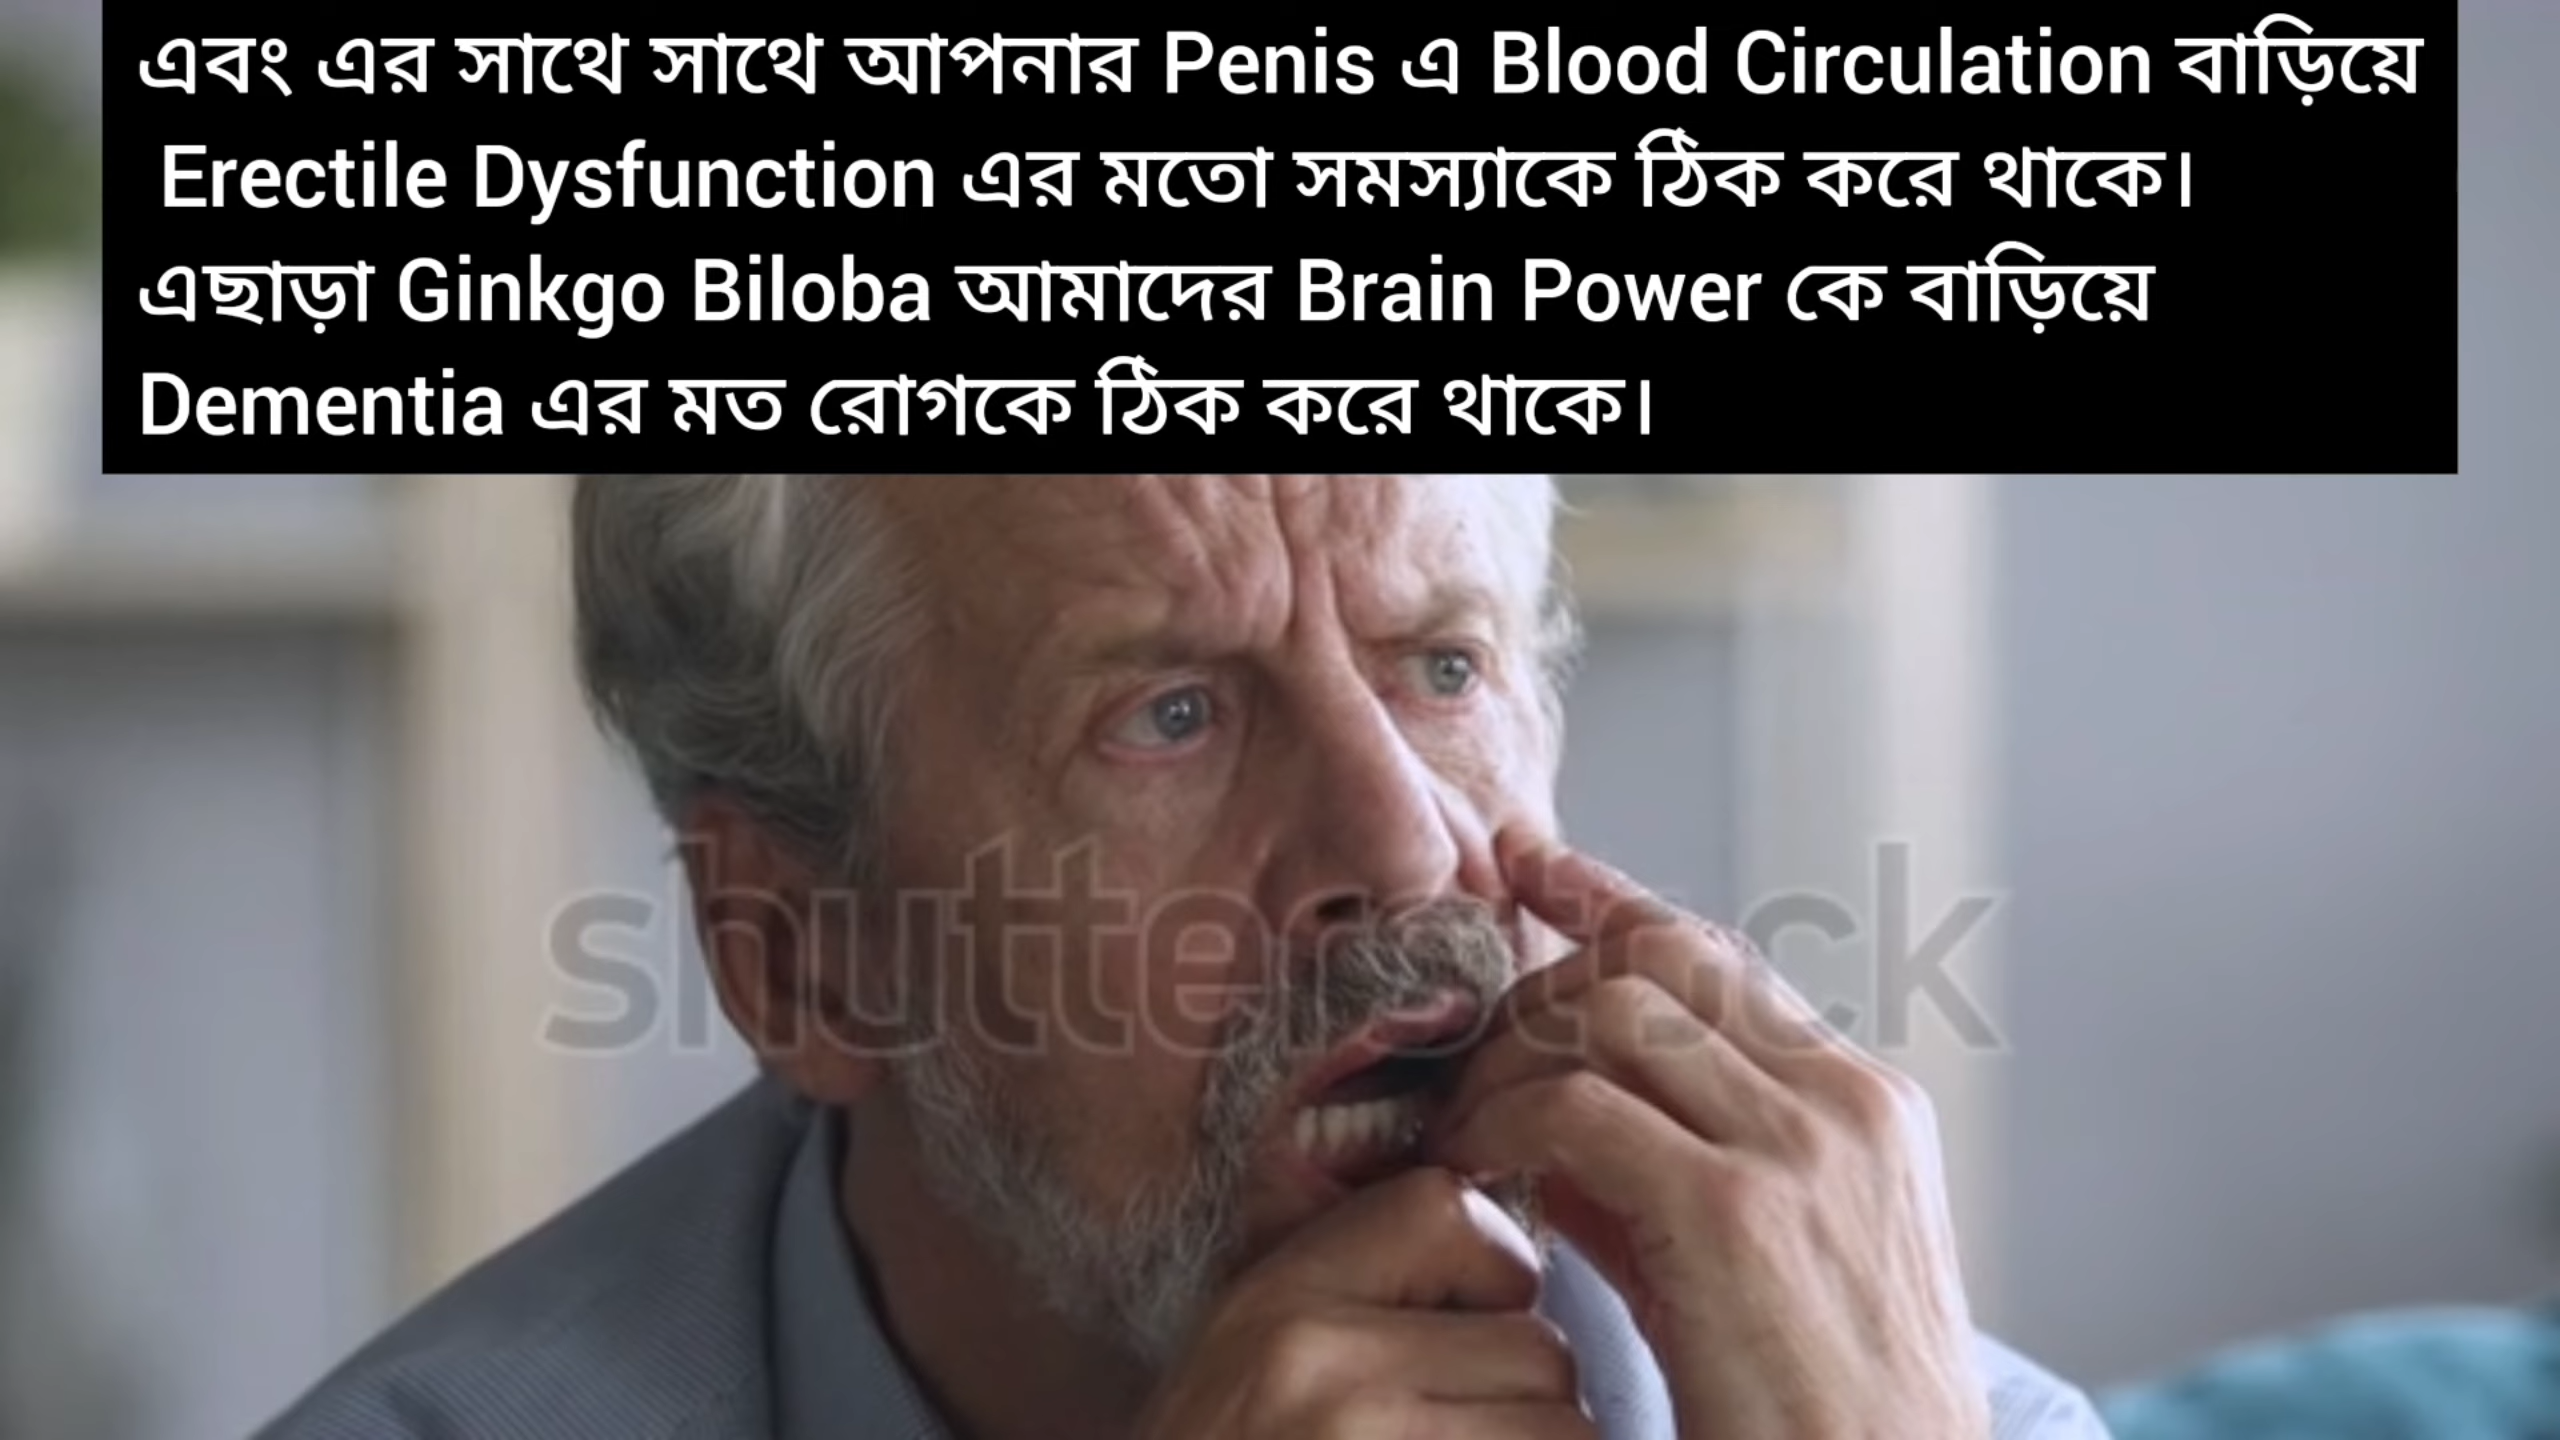 এবং এর সাথে সাথে আপনার Penis এ Blood Circulation বাড়িয়ে
Erectile Dysfunction এর মতো সমস্যাকে ঠিক করে থাকে।
এছাড়া Ginkgo Biloba আমাদের Brain Power কে বাড়িয়ে
Dementia এর মত রোগকে ঠিক করে থাকে।
shutterstock